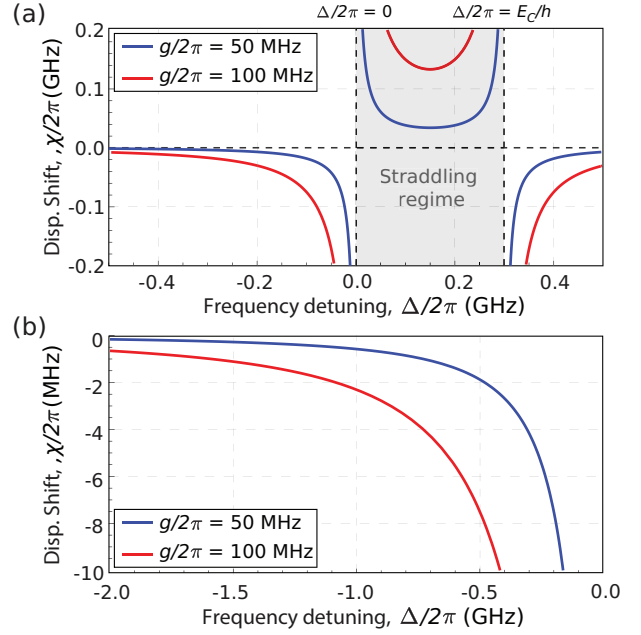 (a)
Δ/2π = 0
Δ/2π = E_C/h
Disp. Shift, χ/2π (GHz)
0.2
0.1
0.0
-0.1
-0.2
g/2π = 50 MHz
g/2π = 100 MHz
Straddling
regime
-0.4
-0.2
0.0
0.2
0.4
Frequency detuning, Δ/2π (GHz)
(b)
Disp. Shift, χ/2π (MHz)
0
-2
-4
-6
-8
-10
g/2π = 50 MHz
g/2π = 100 MHz
-2.0
-1.5
-1.0
-0.5
0.0
Frequency detuning, Δ/2π (GHz)